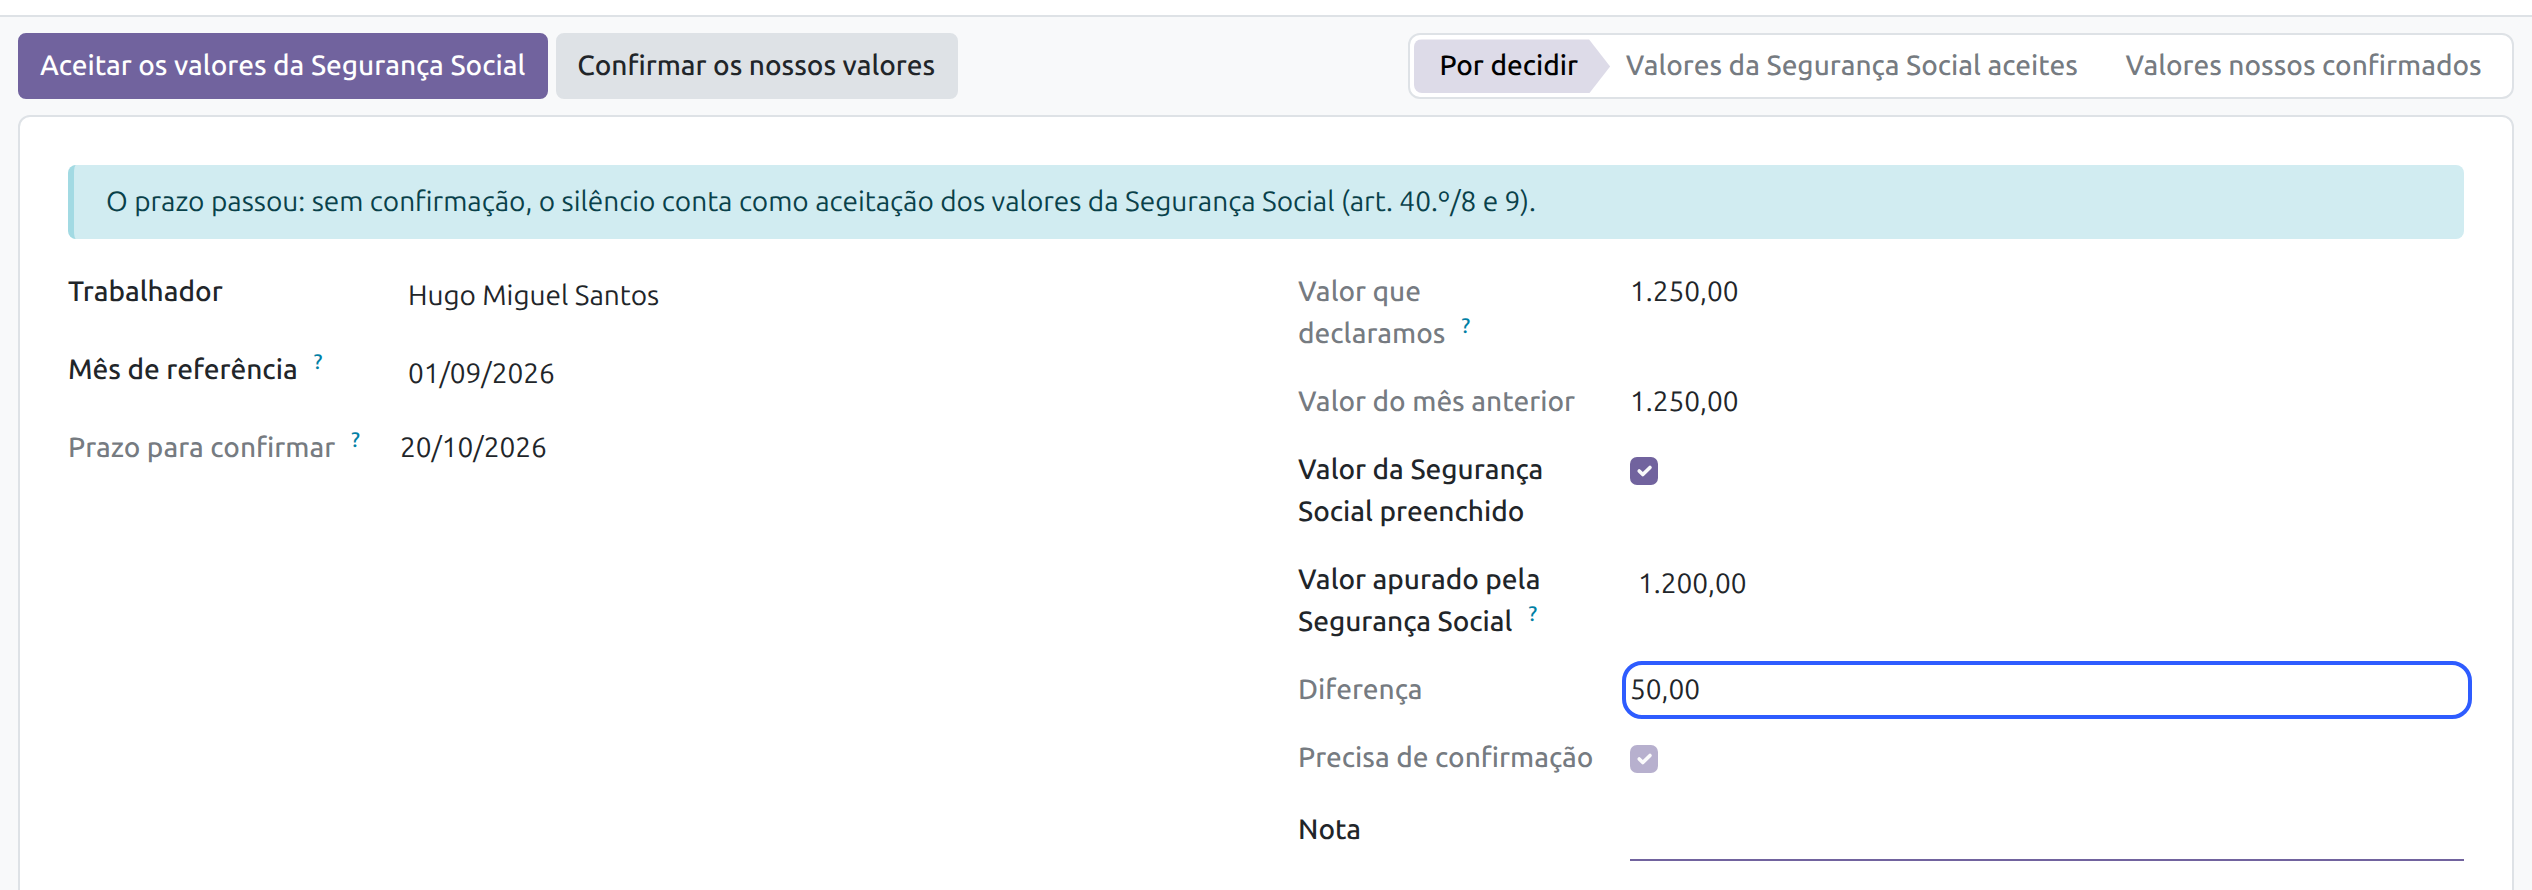 Aceitar os valores da Segurança Social
Confirmar os nossos valores
Por decidir
Valores da Segurança Social aceites
Valores nossos confirmados
O prazo passou: sem confirmação, o silêncio conta como aceitação dos valores da Segurança Social (art. 40.º/8 e 9).
Trabalhador
Hugo Miguel Santos
Mês de referência ?
01/09/2026
Prazo para confirmar ?
20/10/2026
Valor que
declaramos ?
1.250,00
Valor do mês anterior
1.250,00
Valor da Segurança
Social preenchido
Valor apurado pela
Segurança Social ?
1.200,00
Diferença
50,00
Precisa de confirmação
Nota